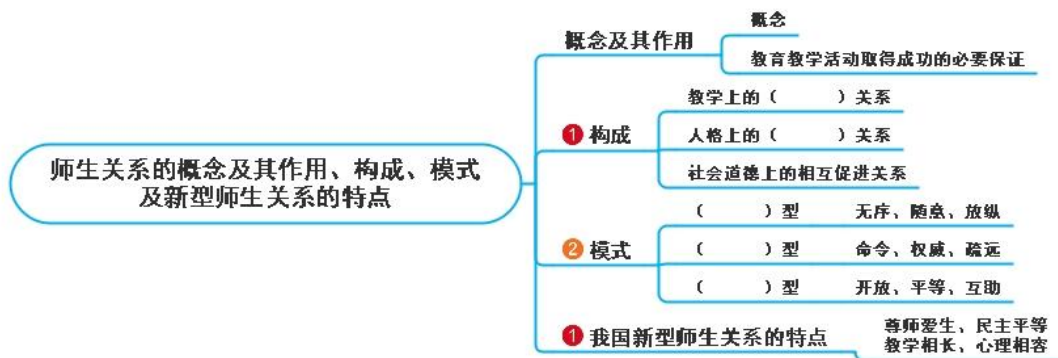 师生关系的概念及其作用、构成、模式
及新型师生关系的特点
概念及其作用
概念
教育教学活动取得成功的必要保证
1 构成
教学上的（ ）关系
人格上的（ ）关系
社会道德上的相互促进关系
2 模式
（ ）型 无序、随意、放纵
（ ）型 命令、权威、疏远
（ ）型 开放、平等、互助
1 我国新型师生关系的特点
尊师爱生、民主平等
教学相长、心理相容